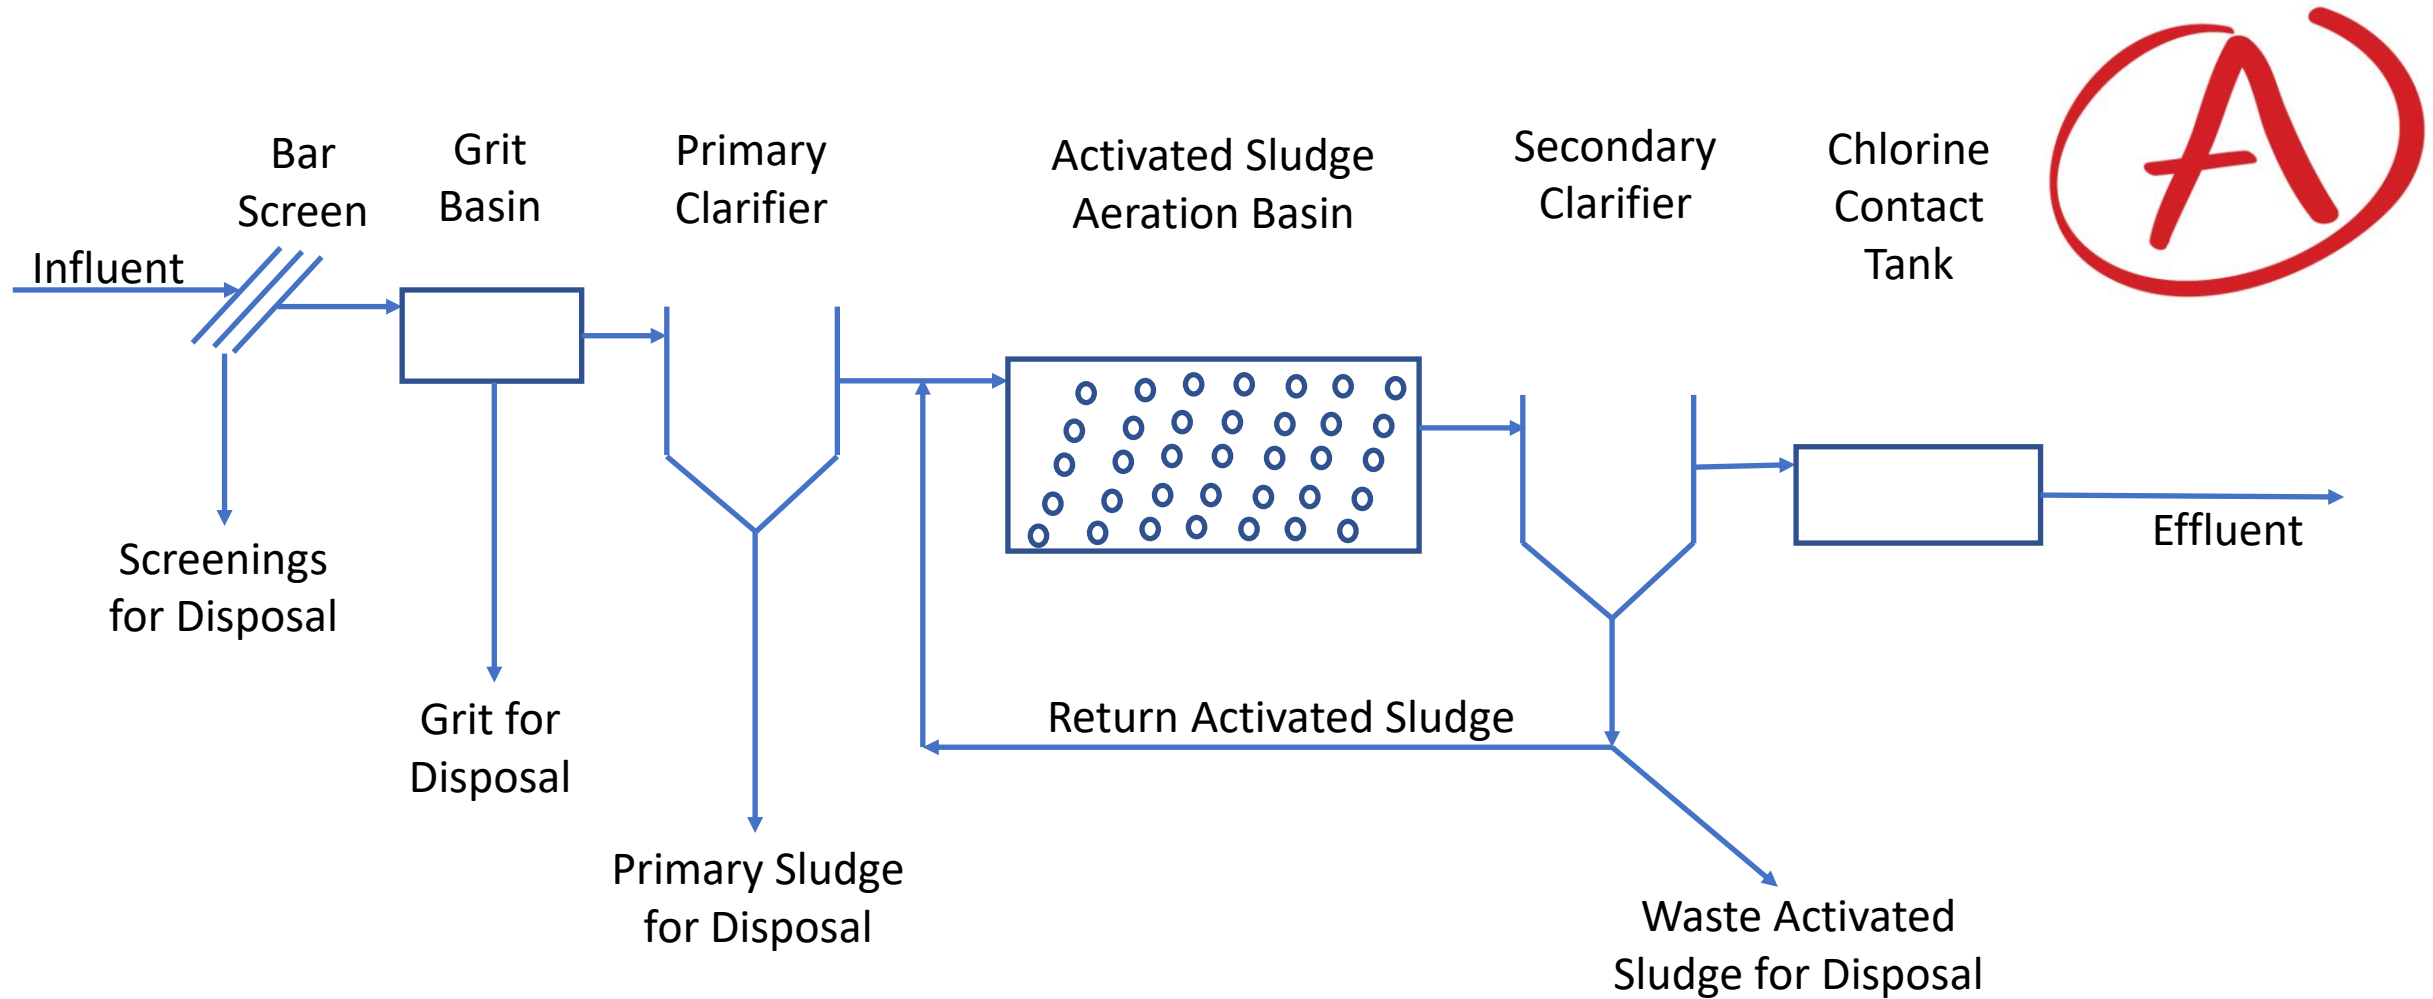 Bar
Screen
Grit
Basin
Primary
Clarifier
Activated Sludge
Aeration Basin
Secondary
Clarifier
Chlorine
Contact
Tank
A
Influent
Effluent
Screenings
for Disposal
Grit for
Disposal
Return Activated Sludge
Primary Sludge
for Disposal
Waste Activated
Sludge for Disposal